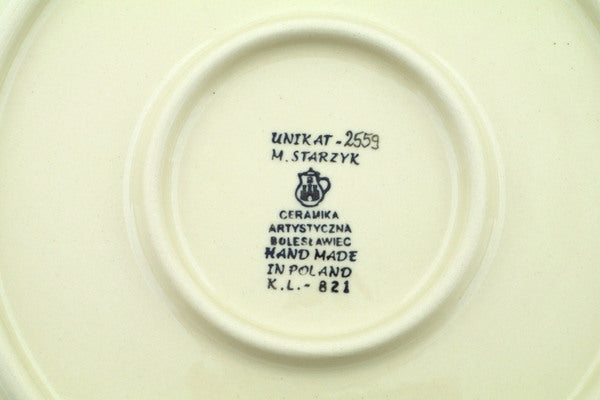 UNIKAT - 2559
M. STARZYK
CERAMIKA
ARTYSTYCZNA
BOLESŁAWIEC
HAND MADE
IN POLAND
K.L.- 821